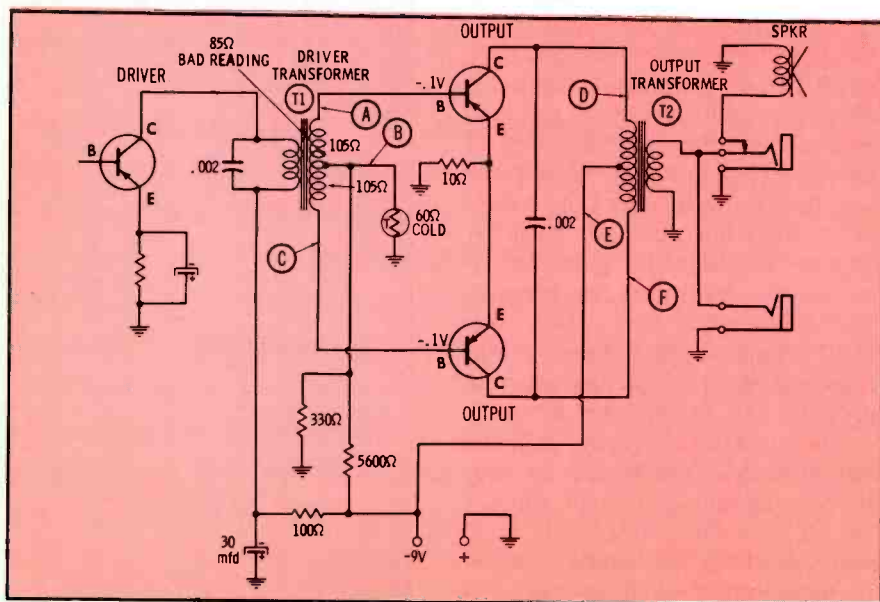 OUTPUT
SPKR
85Ω
BAD READING
DRIVER
TRANSFORMER
OUTPUT
TRANSFORMER
DRIVER
T1
T2
C
A
D
-.1V
B
B
105Ω
E
B
C
.002
105Ω
10Ω
E
60Ω
COLD
T
.002
E
C
F
E
-.1V
B
C
OUTPUT
330Ω
5600Ω
100Ω
30
mfd
-9V
+